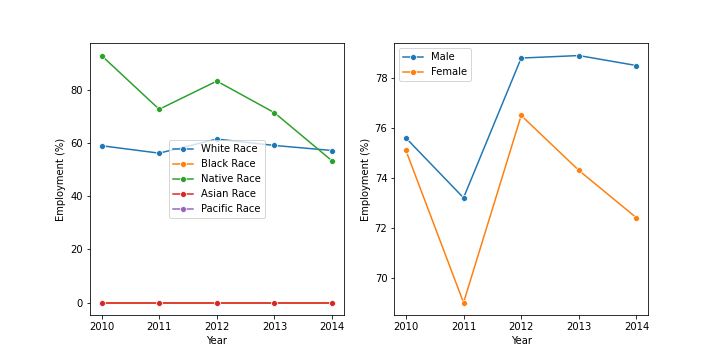 Employment (%)
80
60
40
20
0
2010 2011 2012 2013 2014
Year
White Race
Black Race
Native Race
Asian Race
Pacific Race
Employment (%)
78
76
74
72
70
2010 2011 2012 2013 2014
Year
Male
Female